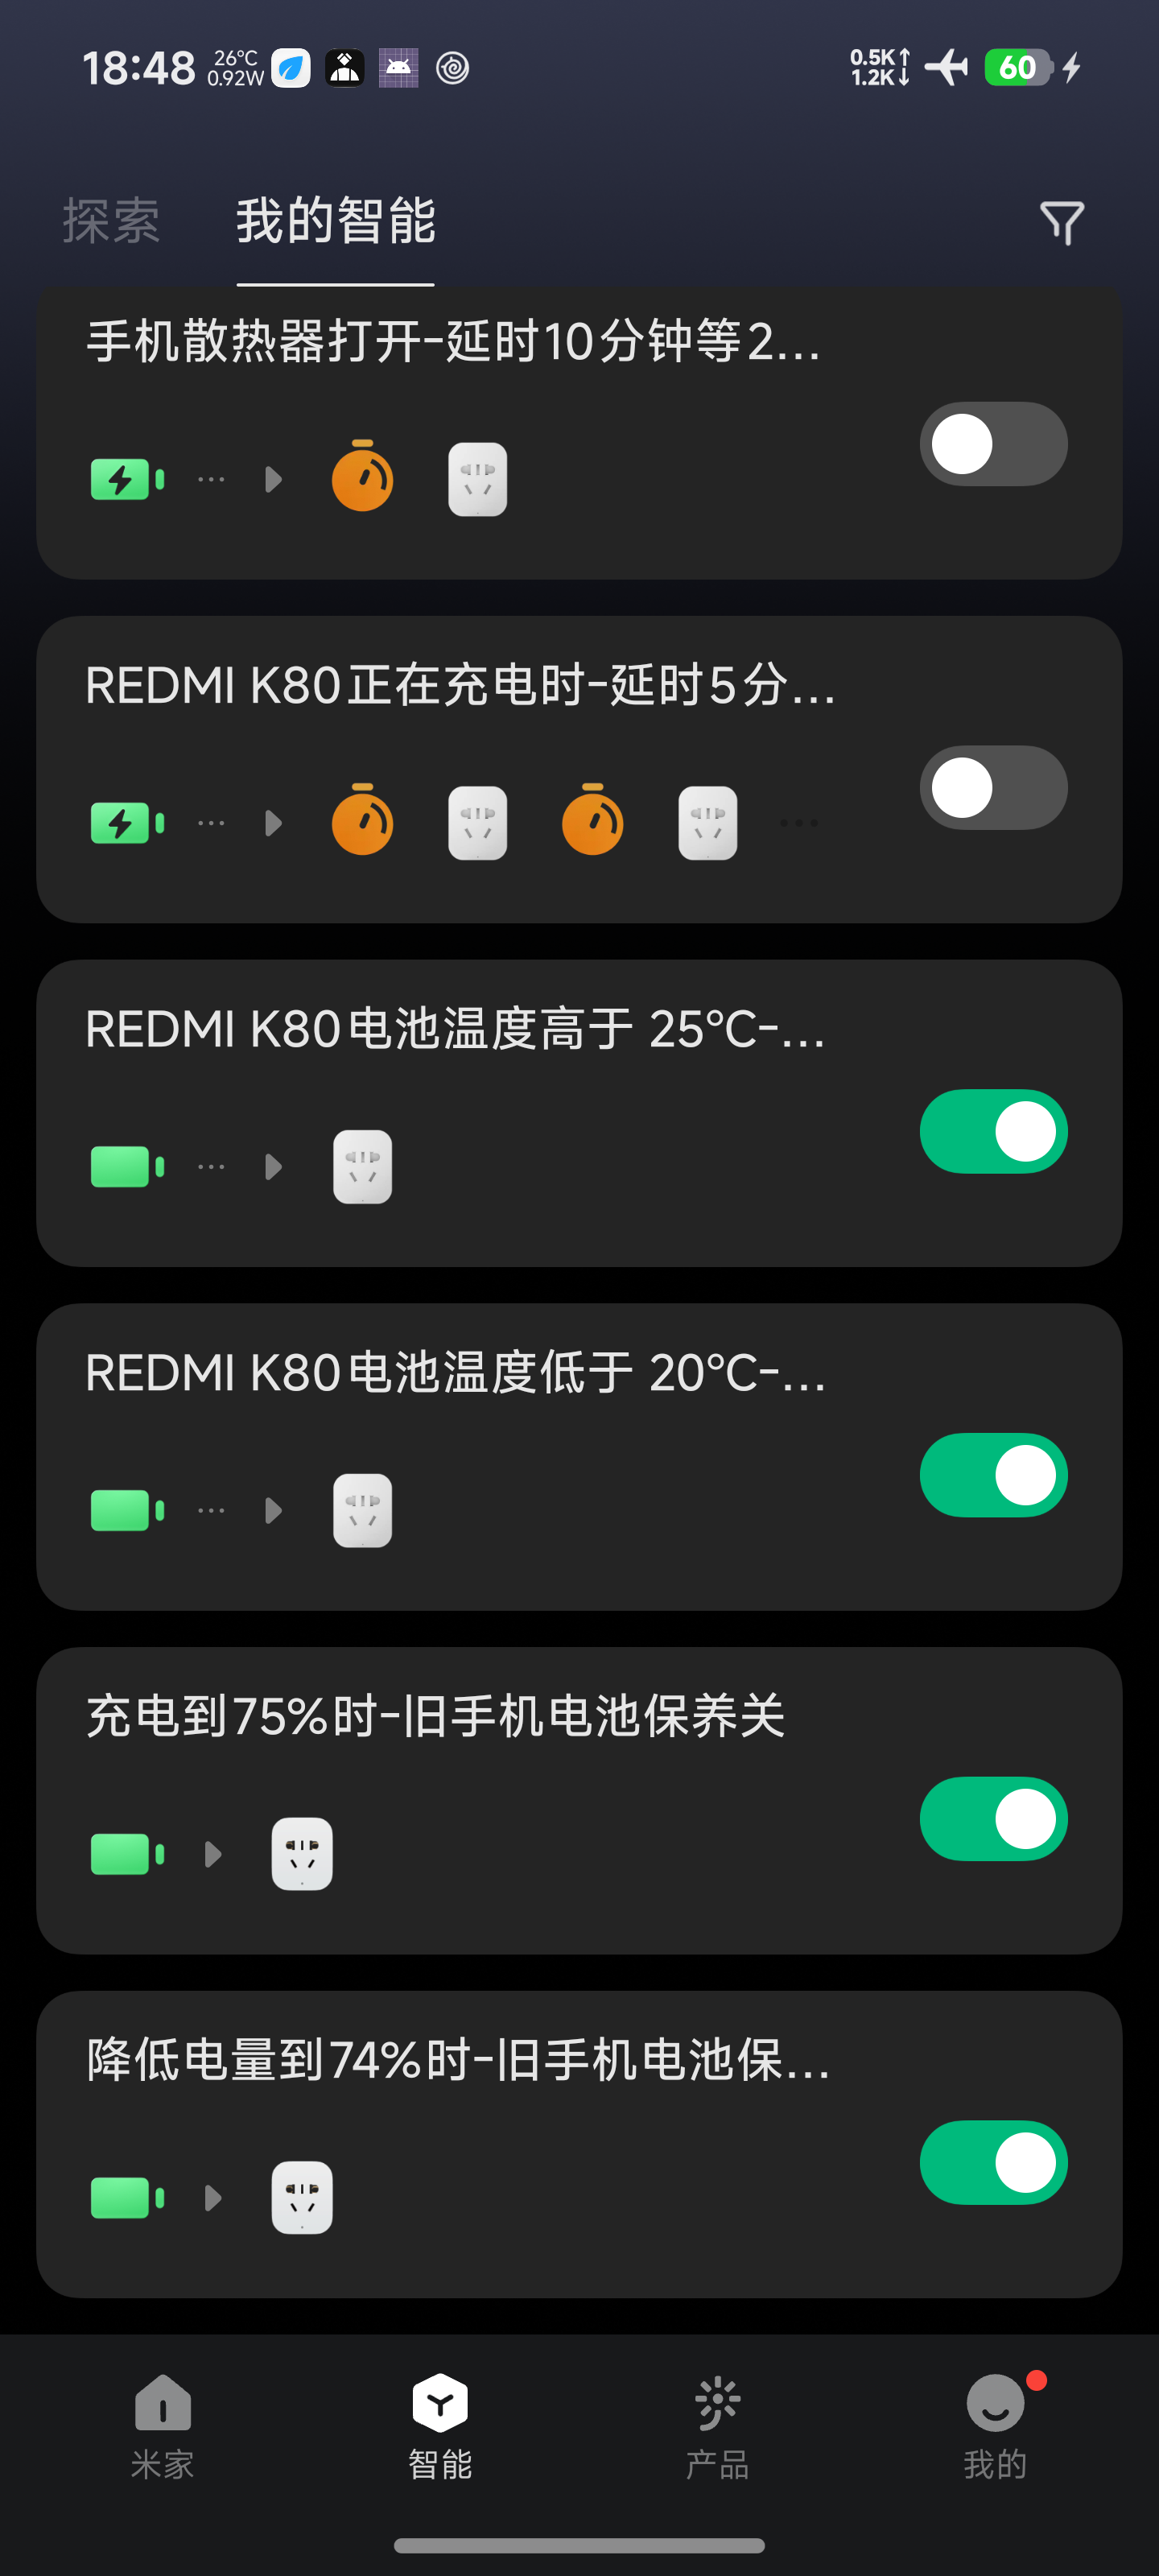 18:48 26°C 0.5K↑ 60
0.92W 1.2K↓
探索 我的智能
手机散热器打开-延时10分钟等2...
REDMI K80正在充电时-延时5分...
REDMI K80电池温度高于 25℃-...
REDMI K80电池温度低于 20℃-...
充电到75%时-旧手机电池保养关
降低电量到74%时-旧手机电池保...
米家 智能 产品 我的